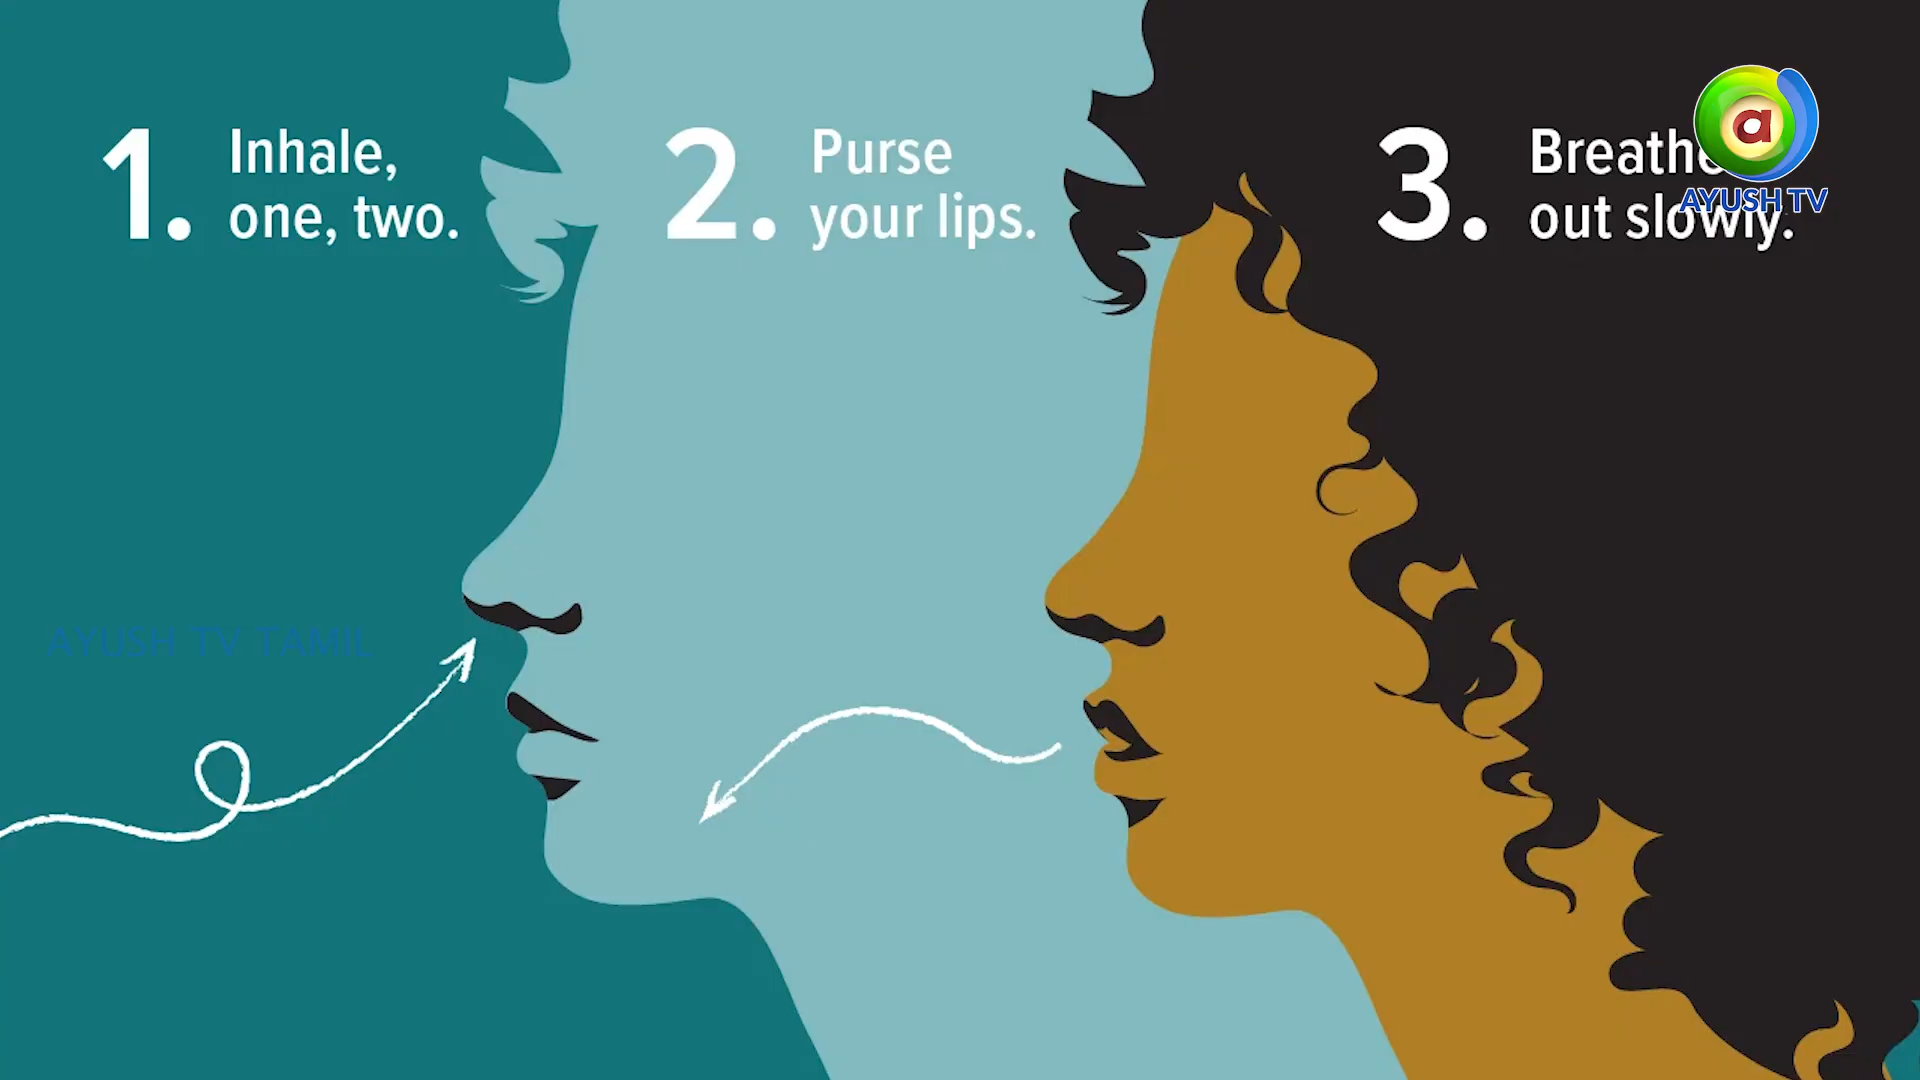 1. Inhale,
one, two.
2. Purse
your lips.
3. Breathe
out slowly.
a
AYUSH TV
AYUSH TV TAMIL